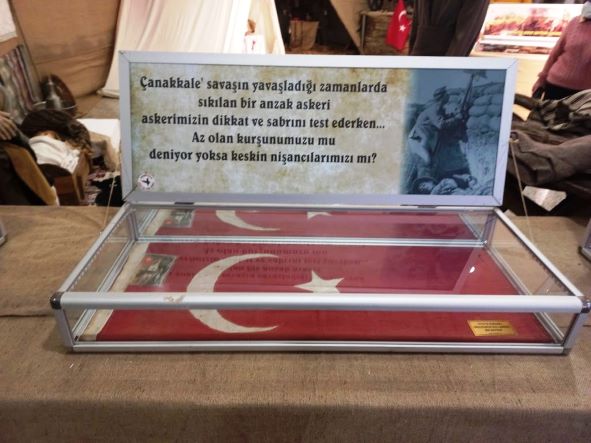 Çanakkale' savaşın yavaşladığı zamanlarda
sıkılan bir anzak askeri
askerimizin dikkat ve sabrını test ederken...
Az olan kurşunumuzu mu
deniyor yoksa keskin nişancılarımızı mı?